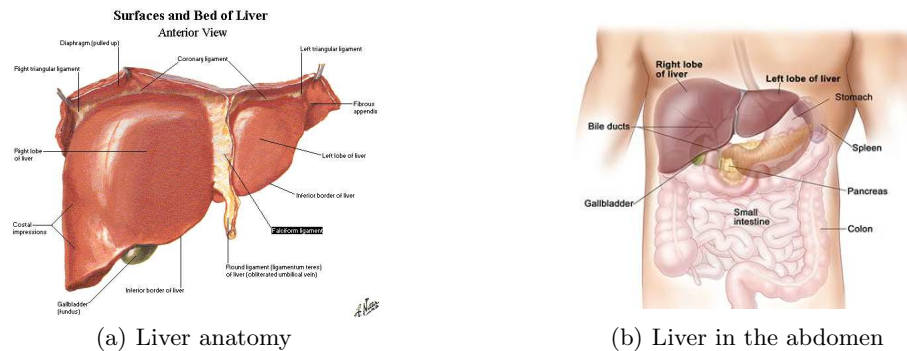 Surfaces and Bed of Liver
Anterior View
Diaphragm (pulled up)
Left triangular ligament
Coronary ligament
Right triangular ligament
Fibrous
appendix
Right lobe
of liver
Left lobe of liver
Inferior border of liver
Costal
impressions
Falciform ligament
Round ligament (ligamentum teres)
of liver (obliterated umbilical vein)
Inferior border of liver
Gallbladder
(fundus)
(a) Liver anatomy
Right lobe
of liver
Left lobe of liver
Stomach
Bile ducts
Spleen
Gallbladder
Pancreas
Small
intestine
Colon
(b) Liver in the abdomen